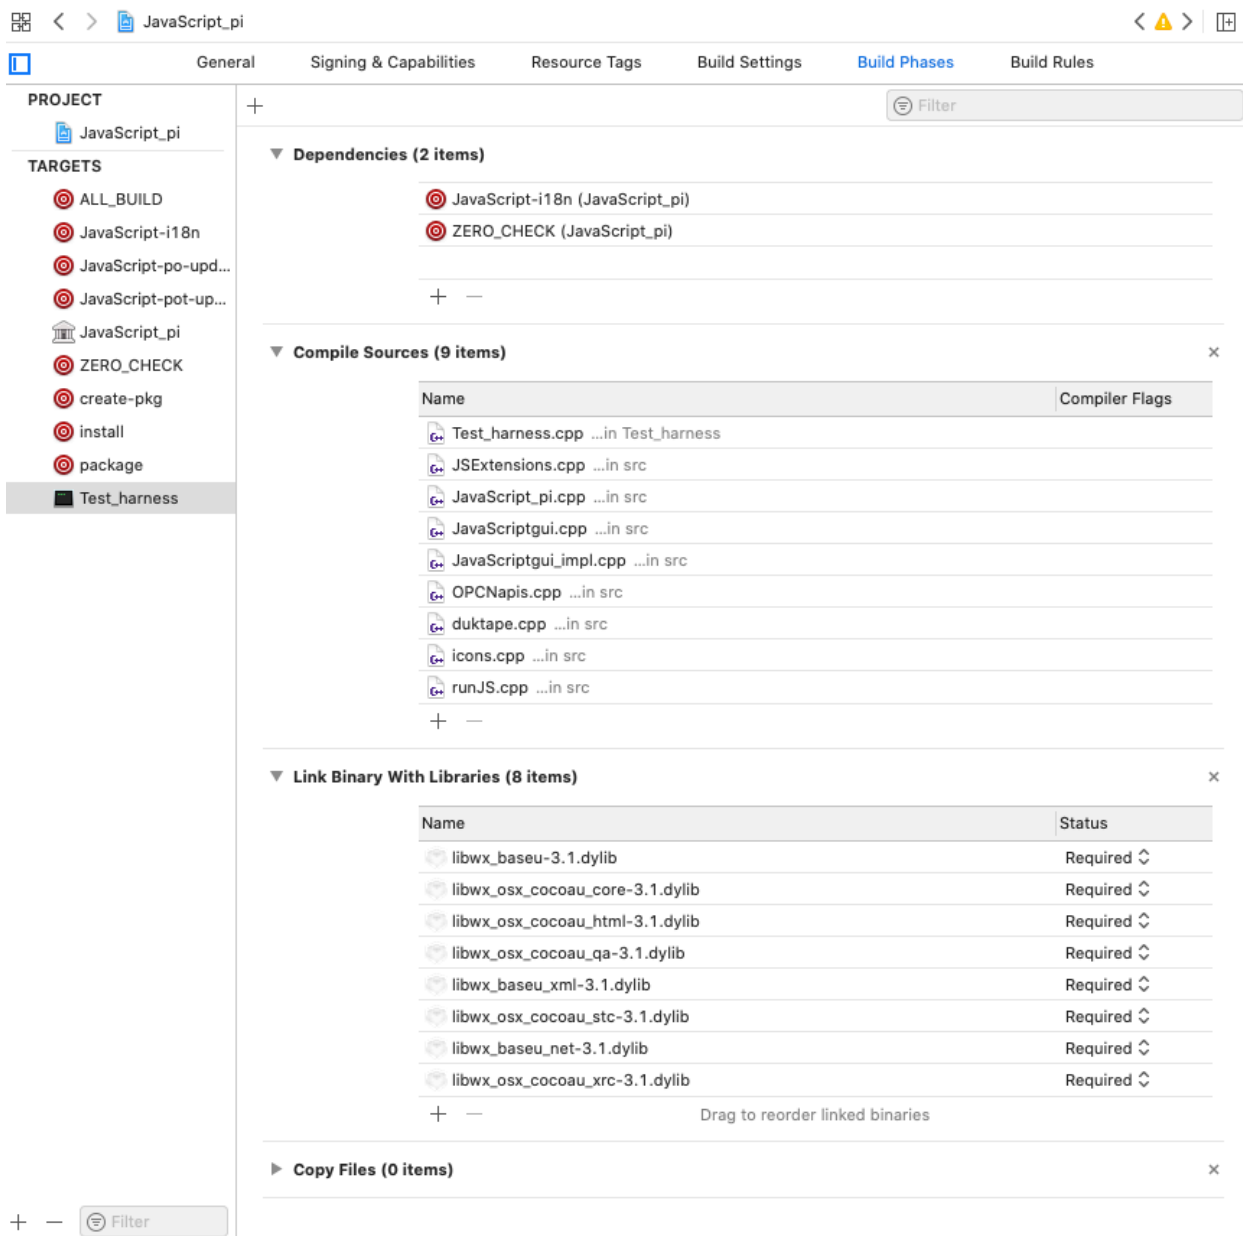 JavaScript_pi
General Signing & Capabilities Resource Tags Build Settings Build Phases Build Rules
PROJECT
JavaScript_pi
TARGETS
ALL_BUILD
JavaScript-i18n
JavaScript-po-upd...
JavaScript-pot-up...
JavaScript_pi
ZERO_CHECK
create-pkg
install
package
Test_harness
Filter
Filter
Dependencies (2 items)
JavaScript-i18n (JavaScript_pi)
ZERO_CHECK (JavaScript_pi)
Compile Sources (9 items)
Name Compiler Flags
Test_harness.cpp ...in Test_harness
JSExtensions.cpp ...in src
JavaScript_pi.cpp ...in src
JavaScriptgui.cpp ...in src
JavaScriptgui_impl.cpp ...in src
OPCNapis.cpp ...in src
duktape.cpp ...in src
icons.cpp ...in src
runJS.cpp ...in src
Link Binary With Libraries (8 items)
Name Status
libwx_baseu-3.1.dylib Required
libwx_osx_cocoau_core-3.1.dylib Required
libwx_osx_cocoau_html-3.1.dylib Required
libwx_osx_cocoau_qa-3.1.dylib Required
libwx_baseu_xml-3.1.dylib Required
libwx_osx_cocoau_stc-3.1.dylib Required
libwx_baseu_net-3.1.dylib Required
libwx_osx_cocoau_xrc-3.1.dylib Required
Drag to reorder linked binaries
Copy Files (0 items)